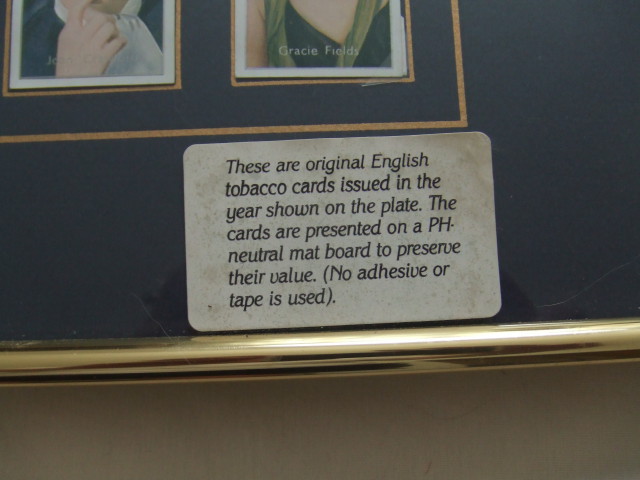 Gracie Fields
These are original English
tobacco cards issued in the
year shown on the plate. The
cards are presented on a PH-
neutral mat board to preserve
their value. (No adhesive or
tape is used).